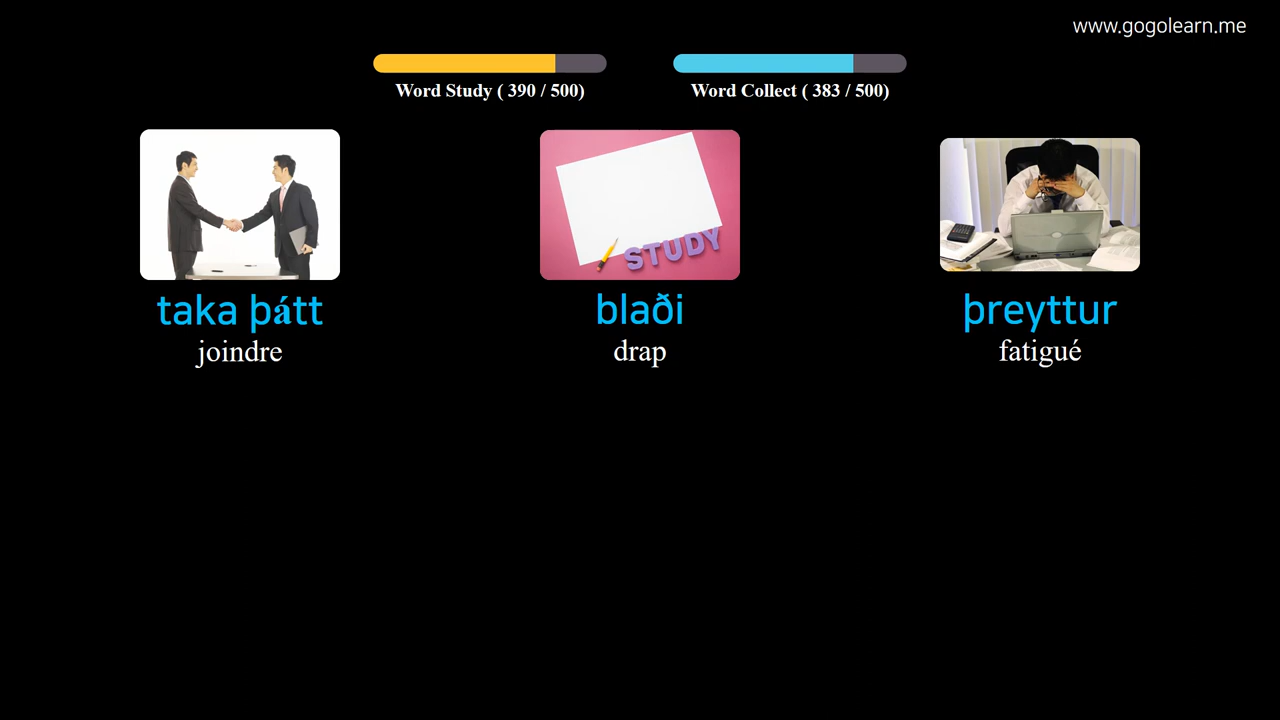 www.gogolearn.me
Word Study ( 390 / 500)
Word Collect ( 383 / 500)
STUDY
taka þátt
blaði
þreyttur
joindre
drap
fatigué